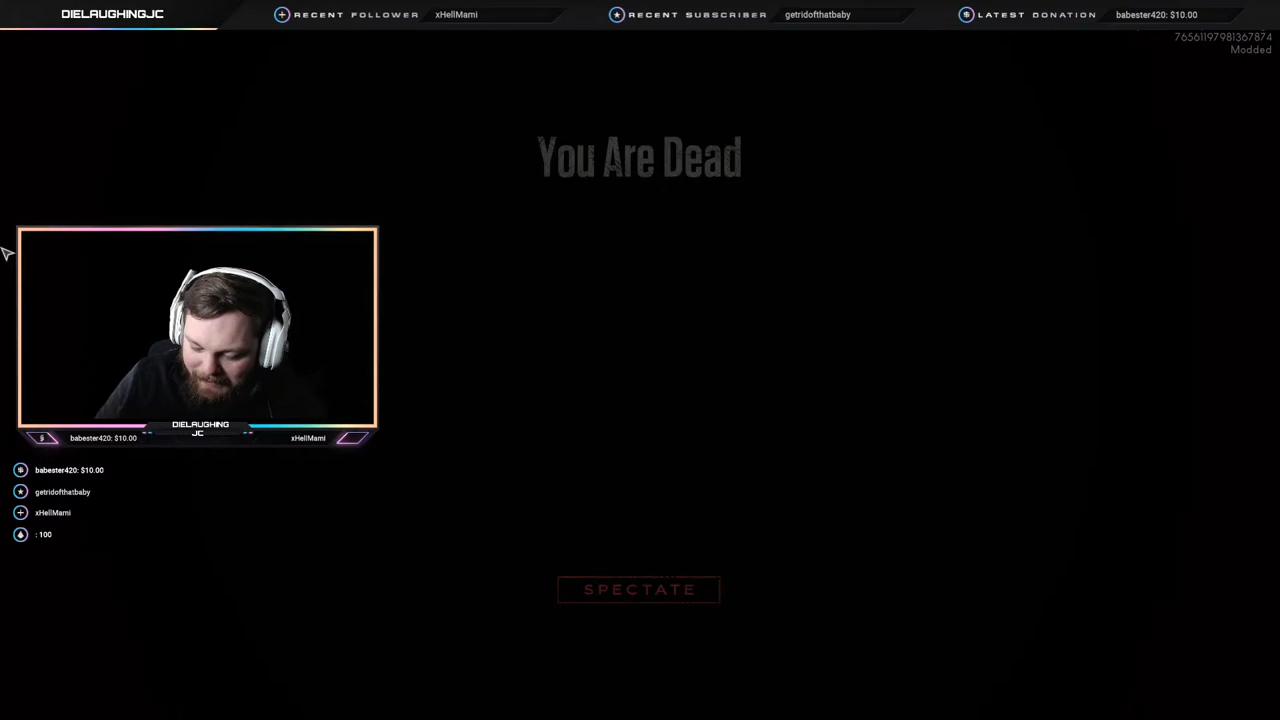 DIELAUGHINGJC
RECENT FOLLOWER xHellMami
RECENT SUBSCRIBER getridofthatbaby
LATEST DONATION babester420: $10.00
76561197981367874
Modded
You Are Dead
DIELAUGHING
JC
babester420: $10.00
xHellMami
babester420: $10.00
getridofthatbaby
xHellMami
: 100
SPECTATE